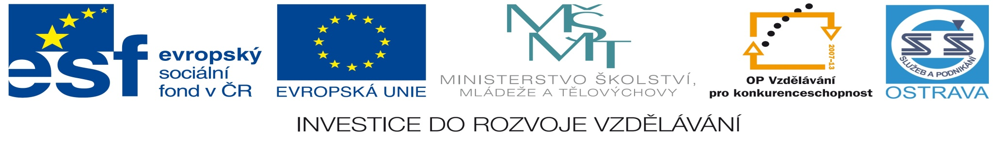 esf
evropský
sociální
fond v ČR
EVROPSKÁ UNIE
MŠMT
MINISTERSTVO ŠKOLSTVÍ,
MLÁDEŽE A TĚLOVÝCHOVY
2007-13
OP Vzdělávání
pro konkurenceschopnost
SŠ
SLUŽEB A PODNIKÁNÍ
OSTRAVA
INVESTICE DO ROZVOJE VZDĚLÁVÁNÍ